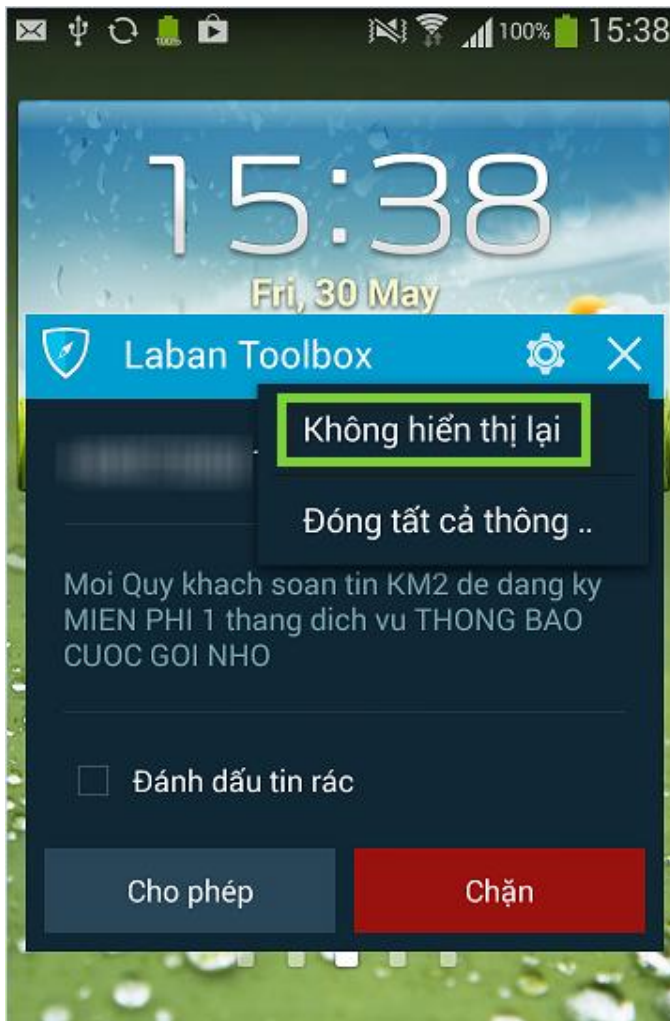 100% 15:38
100%
15:38
Fri, 30 May
Laban Toolbox
Không hiển thị lại
Đóng tất cả thông ..
Moi Quy khach soan tin KM2 de dang ky
MIEN PHI 1 thang dich vu THONG BAO
CUOC GOI NHO
Đánh dấu tin rác
Cho phép
Chặn